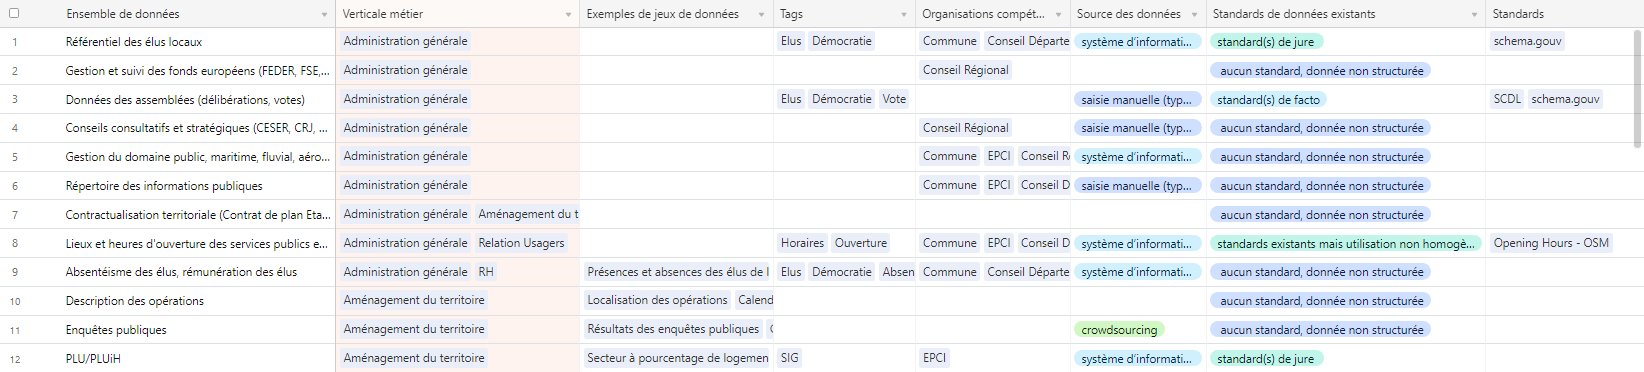 Ensemble de données Verticale métier Exemples de jeux de données Tags Organisations compét... Source des données Standards de données existants Standards
1 Référentiel des élus locaux Administration générale Elus Démocratie Commune Conseil Départe système d'informati... standard(s) de jure schema.gouv
2 Gestion et suivi des fonds européens (FEDER, FSE,... Administration générale Conseil Régional aucun standard, donnée non structurée
3 Données des assemblées (délibérations, votes) Administration générale Elus Démocratie Vote saisie manuelle (typ... standard(s) de facto SCDL schema.gouv
4 Conseils consultatifs et stratégiques (CESER, CRJ, ... Administration générale Conseil Régional saisie manuelle (typ... aucun standard, donnée non structurée
5 Gestion du domaine public, maritime, fluvial, aéro... Administration générale Commune EPCI Conseil R système d'informati... aucun standard, donnée non structurée
6 Répertoire des informations publiques Administration générale Commune EPCI Conseil D saisie manuelle (typ... aucun standard, donnée non structurée
7 Contractualisation territoriale (Contrat de plan Eta... Administration générale Aménagement du t aucun standard, donnée non structurée
8 Lieux et heures d'ouverture des services publics e... Administration générale Relation Usagers Horaires Ouverture Commune EPCI Conseil D système d'informati... standards existants mais utilisation non homogè... Opening Hours - OSM
9 Absentéisme des élus, rémunération des élus Administration générale RH Présences et absences des élus de l Elus Démocratie Absen Commune Conseil Départe système d'informati... aucun standard, donnée non structurée
10 Description des opérations Aménagement du territoire Localisation des opérations Calend aucun standard, donnée non structurée
11 Enquêtes publiques Aménagement du territoire Résultats des enquêtes publiques crowdsourcing aucun standard, donnée non structurée
12 PLU/PLUiH Aménagement du territoire Secteur à pourcentage de logemen SIG EPCI système d'informati... standard(s) de jure